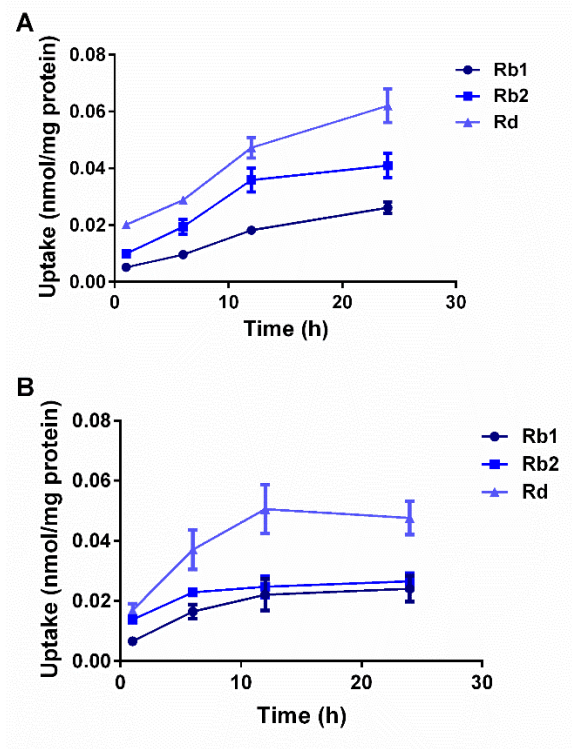 A
Uptake (nmol/mg protein)
0.08
0.06
0.04
0.02
0.00
0 10 20 30
Time (h)
Rb1
Rb2
Rd
B
Uptake (nmol/mg protein)
0.08
0.06
0.04
0.02
0.00
0 10 20 30
Time (h)
Rb1
Rb2
Rd